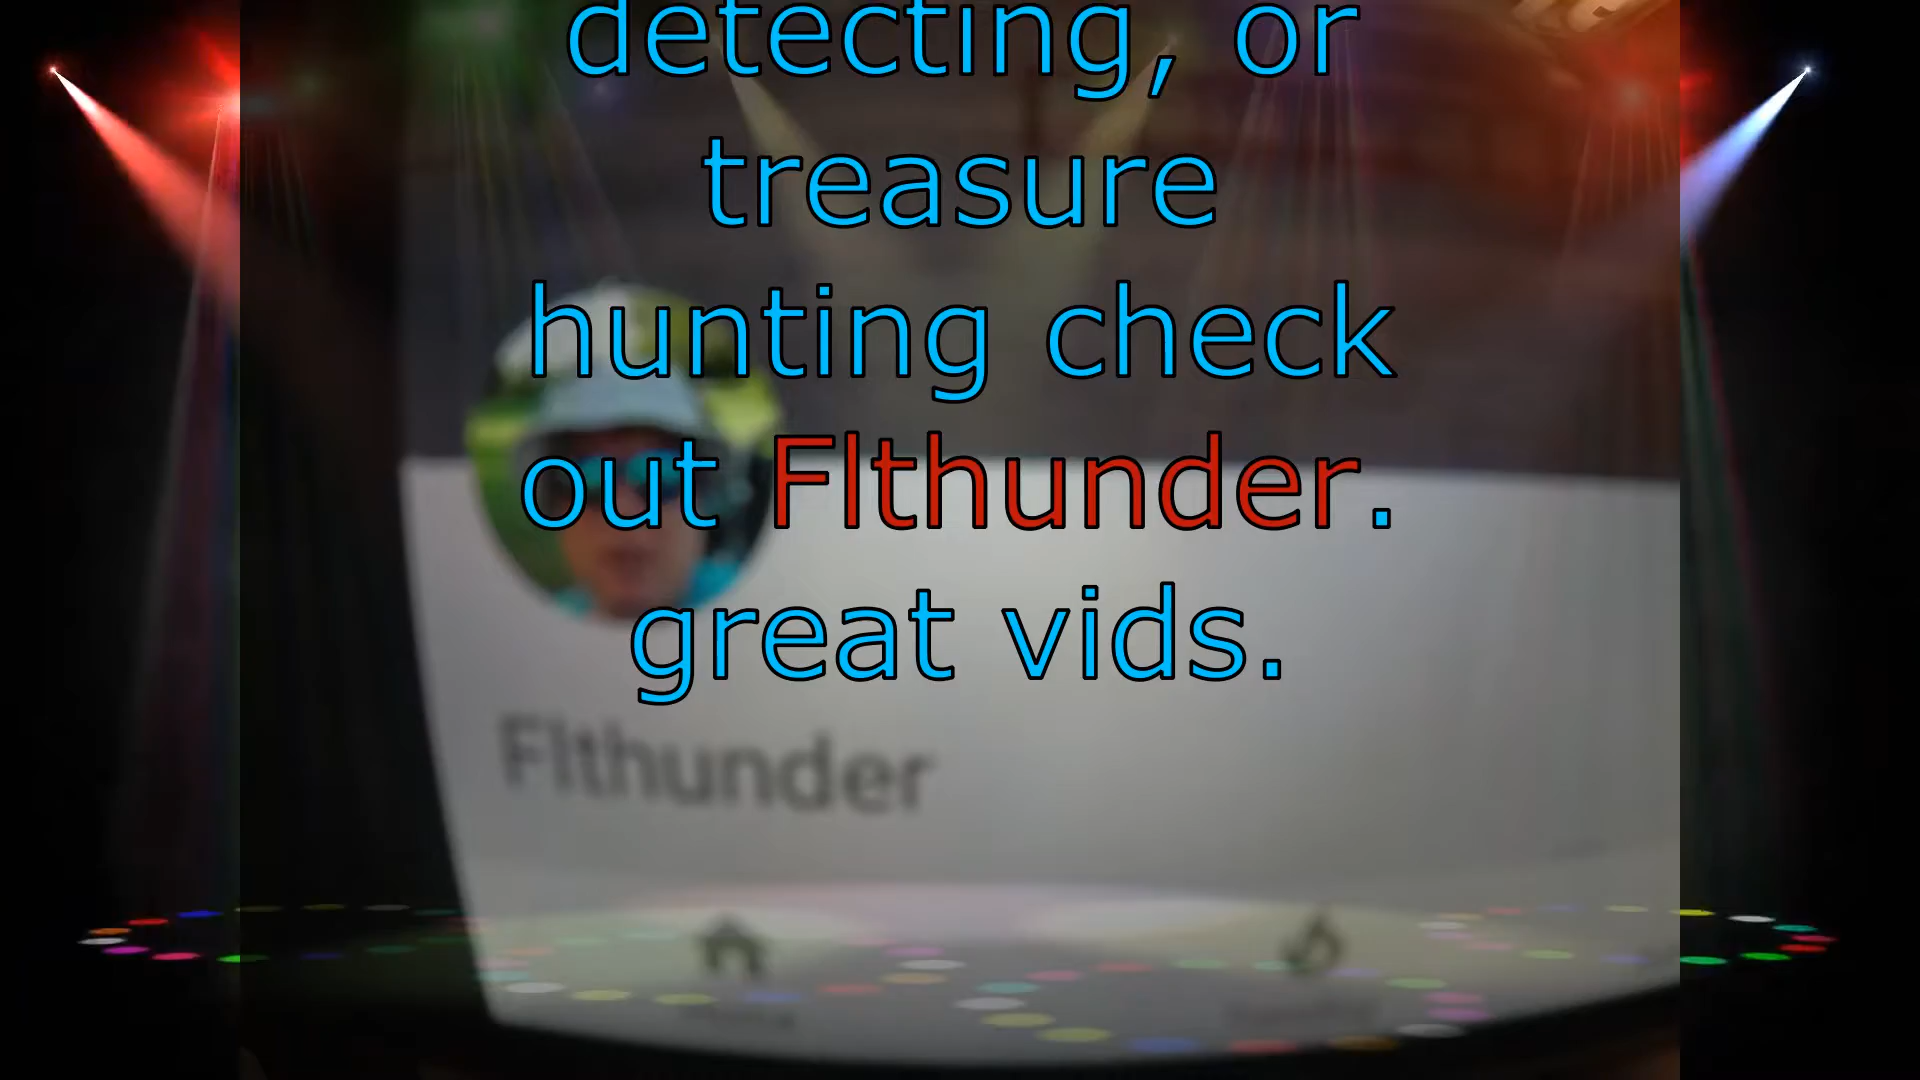 detecting, or
treasure
hunting check
out Flthunder.
great vids.
Flthunder